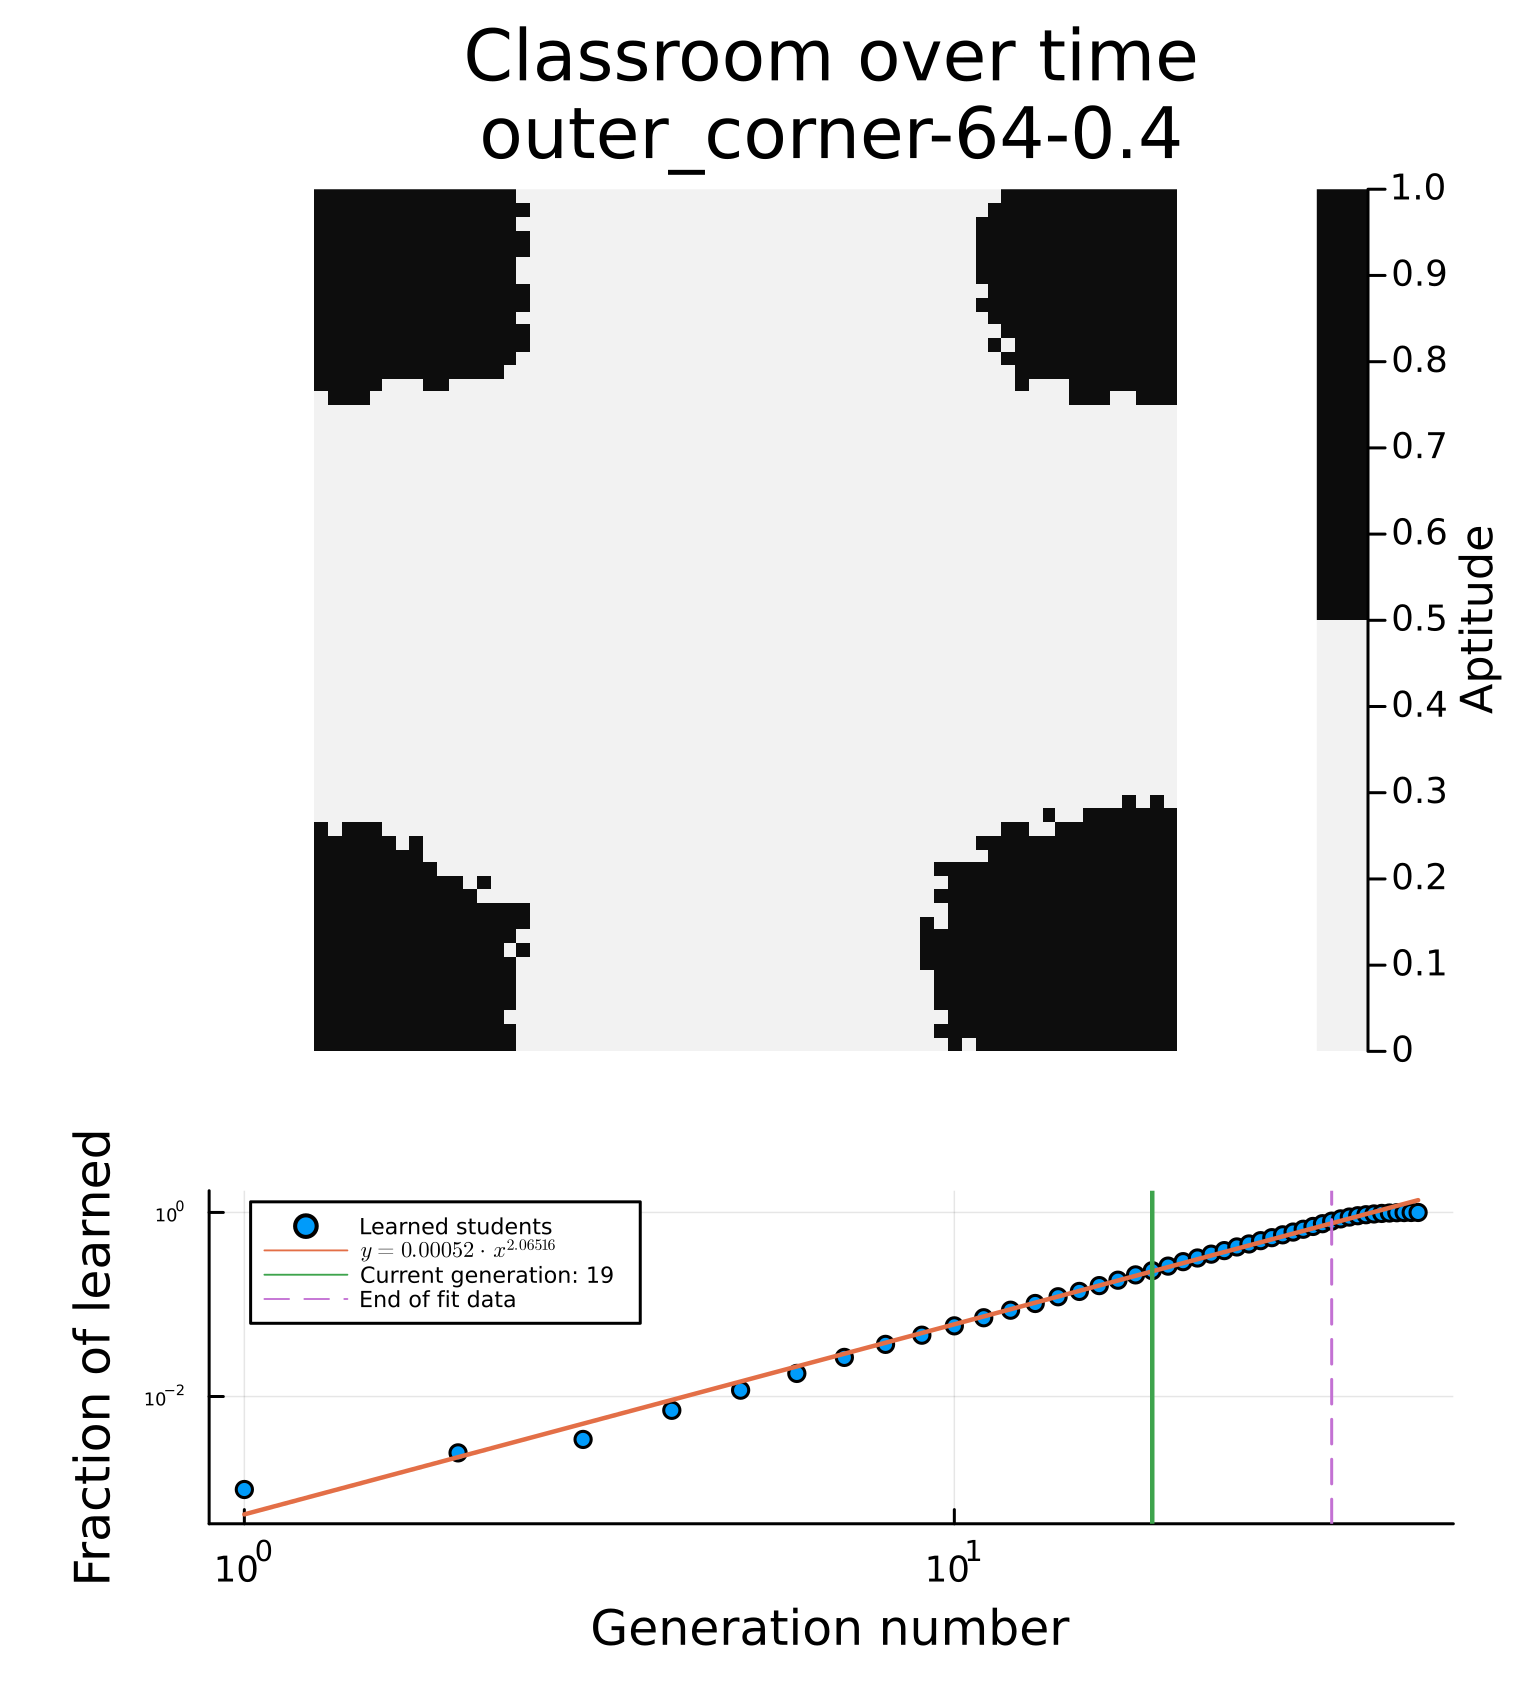 Classroom over time
outer_corner-64-0.4
1.0
0.9
0.8
0.7
0.6
0.5
0.4
0.3
0.2
0.1
0
Aptitude
Fraction of learned
10⁰
10⁻²
Learned students
y = 0.00052 · x^2.06516
Current generation: 19
End of fit data
10⁰
10¹
Generation number